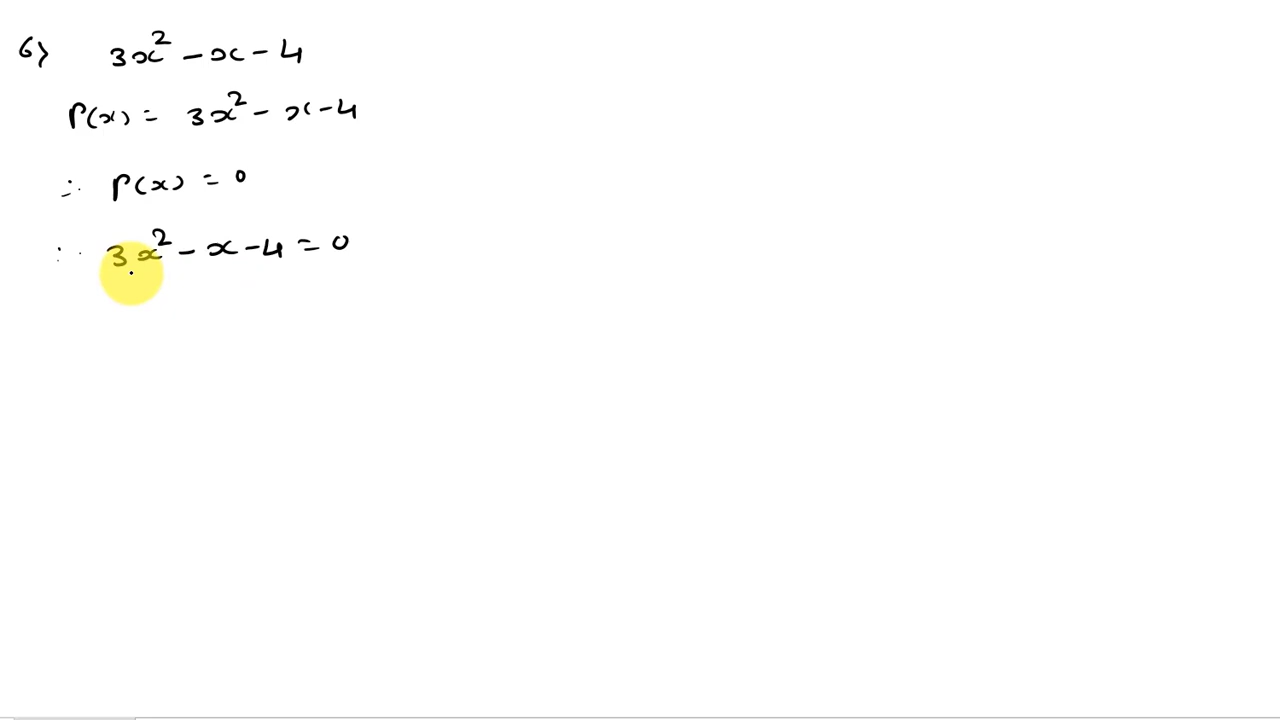 6) 3x² - x - 4
P(x) = 3x² - x - 4
∴ P(x) = 0
∴ 3x² - x - 4 = 0